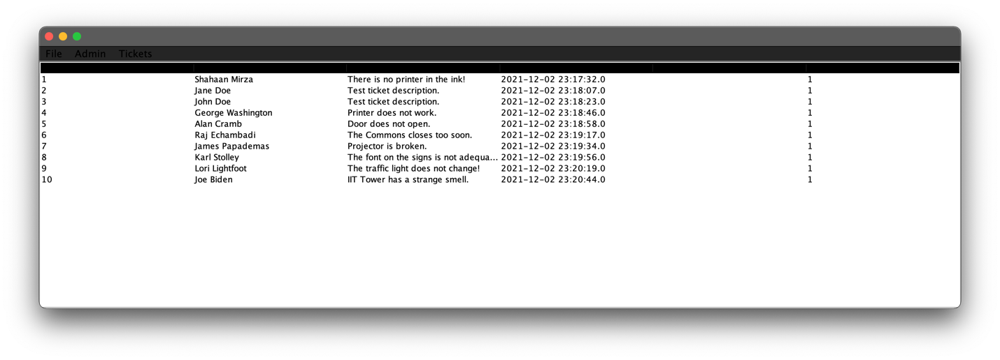 File Admin Tickets
1 Shahaan Mirza There is no printer in the ink! 2021-12-02 23:17:32.0 1
2 Jane Doe Test ticket description. 2021-12-02 23:18:07.0 1
3 John Doe Test ticket description. 2021-12-02 23:18:23.0 1
4 George Washington Printer does not work. 2021-12-02 23:18:46.0 1
5 Alan Cramb Door does not open. 2021-12-02 23:18:58.0 1
6 Raj Echambadi The Commons closes too soon. 2021-12-02 23:19:17.0 1
7 James Papademas Projector is broken. 2021-12-02 23:19:34.0 1
8 Karl Stolley The font on the signs is not adequa... 2021-12-02 23:19:56.0 1
9 Lori Lightfoot The traffic light does not change! 2021-12-02 23:20:19.0 1
10 Joe Biden IIT Tower has a strange smell. 2021-12-02 23:20:44.0 1